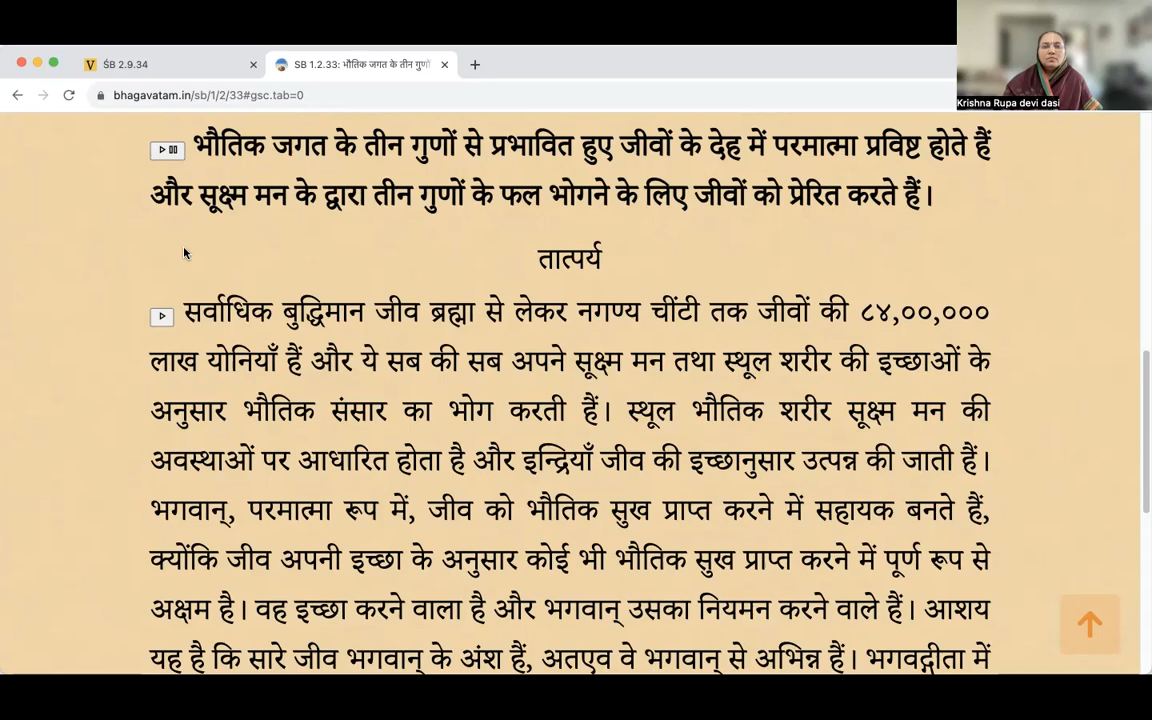 ŚB 2.9.34
SB 1.2.33: भौतिक जगत के तीन गुणों
bhagavatam.in/sb/1/2/33#gsc.tab=0
Krishna Rupa devi dasi
भौतिक जगत के तीन गुणों से प्रभावित हुए जीवों के देह में परमात्मा प्रविष्ट होते हैं
और सूक्ष्म मन के द्वारा तीन गुणों के फल भोगने के लिए जीवों को प्रेरित करते हैं।
तात्पर्य
सर्वाधिक बुद्धिमान जीव ब्रह्मा से लेकर नगण्य चींटी तक जीवों की ८४,००,०००
लाख योनियाँ हैं और ये सब की सब अपने सूक्ष्म मन तथा स्थूल शरीर की इच्छाओं के
अनुसार भौतिक संसार का भोग करती हैं। स्थूल भौतिक शरीर सूक्ष्म मन की
अवस्थाओं पर आधारित होता है और इन्द्रियाँ जीव की इच्छानुसार उत्पन्न की जाती हैं।
भगवान्, परमात्मा रूप में, जीव को भौतिक सुख प्राप्त करने में सहायक बनते हैं,
क्योंकि जीव अपनी इच्छा के अनुसार कोई भी भौतिक सुख प्राप्त करने में पूर्ण रूप से
अक्षम है। वह इच्छा करने वाला है और भगवान् उसका नियमन करने वाले हैं। आशय
यह है कि सारे जीव भगवान् के अंश हैं, अतएव वे भगवान् से अभिन्न हैं। भगवद्गीता में